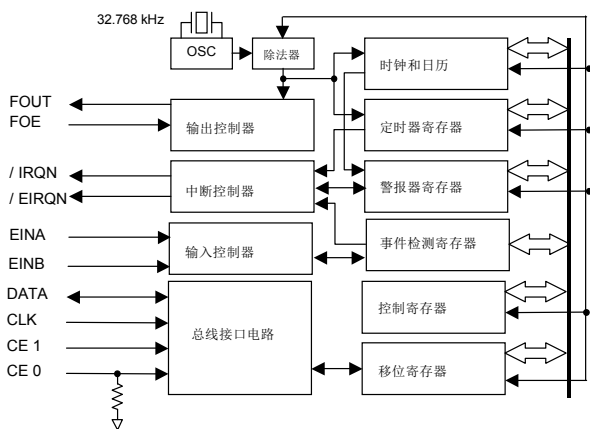 32.768 kHz
OSC
除法器
时钟和日历
FOUT
FOE
输出控制器
定时器寄存器
/ IRQN
/ EIRQN
中断控制器
警报器寄存器
EINA
EINB
输入控制器
事件检测寄存器
DATA
CLK
CE 1
CE 0
总线接口电路
控制寄存器
移位寄存器